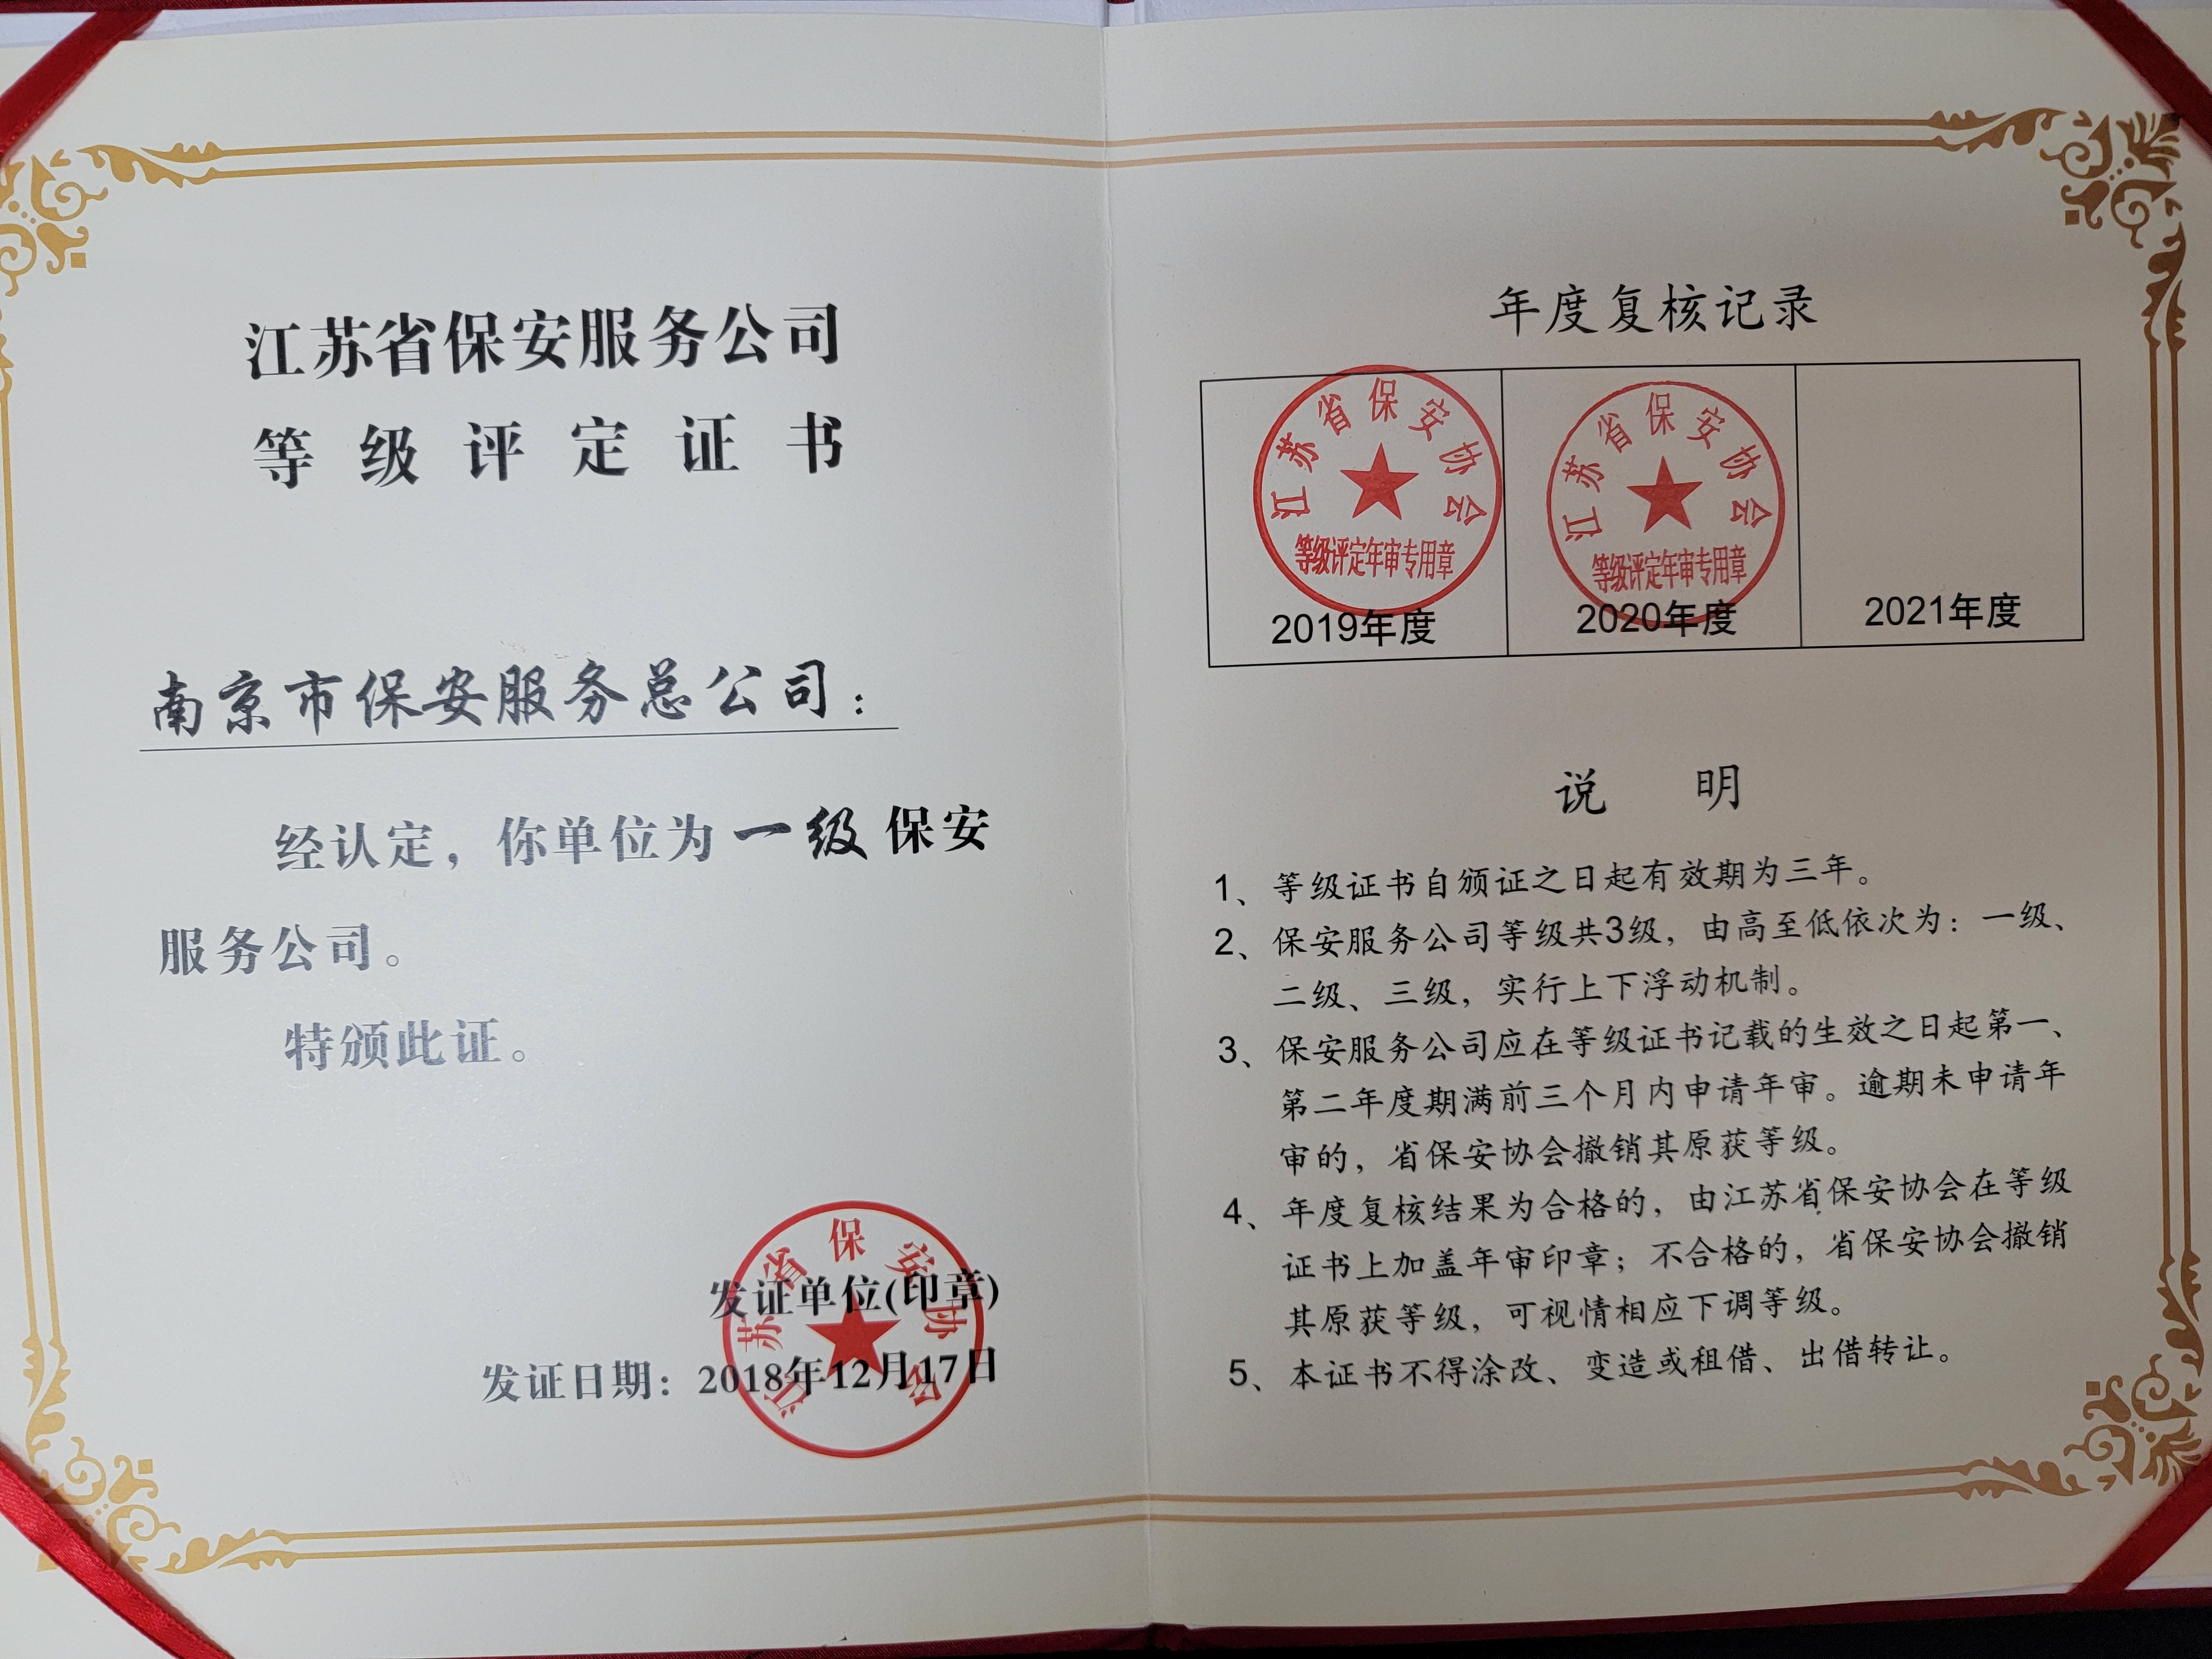 江苏省保安服务公司
等级评定证书
南京市保安服务总公司：
经认定，你单位为一级保安
服务公司。
特颁此证。
江苏省保安协会
发证单位(印章)
发证日期：2018年12月17日
年度复核记录
江苏省保安协会
等级评定年审专用章
2019年度
江苏省保安协会
等级评定年审专用章
2020年度
2021年度
说明
1、等级证书自颁证之日起有效期为三年。
2、保安服务公司等级共3级，由高至低依次为：一级、
二级、三级，实行上下浮动机制。
3、保安服务公司应在等级证书记载的生效之日起第一、
第二年度期满前三个月内申请年审。逾期未申请年
审的，省保安协会撤销其原获等级。
4、年度复核结果为合格的，由江苏省保安协会在等级
证书上加盖年审印章；不合格的，省保安协会撤销
其原获等级，可视情相应下调等级。
5、本证书不得涂改、变造或租借、出借转让。